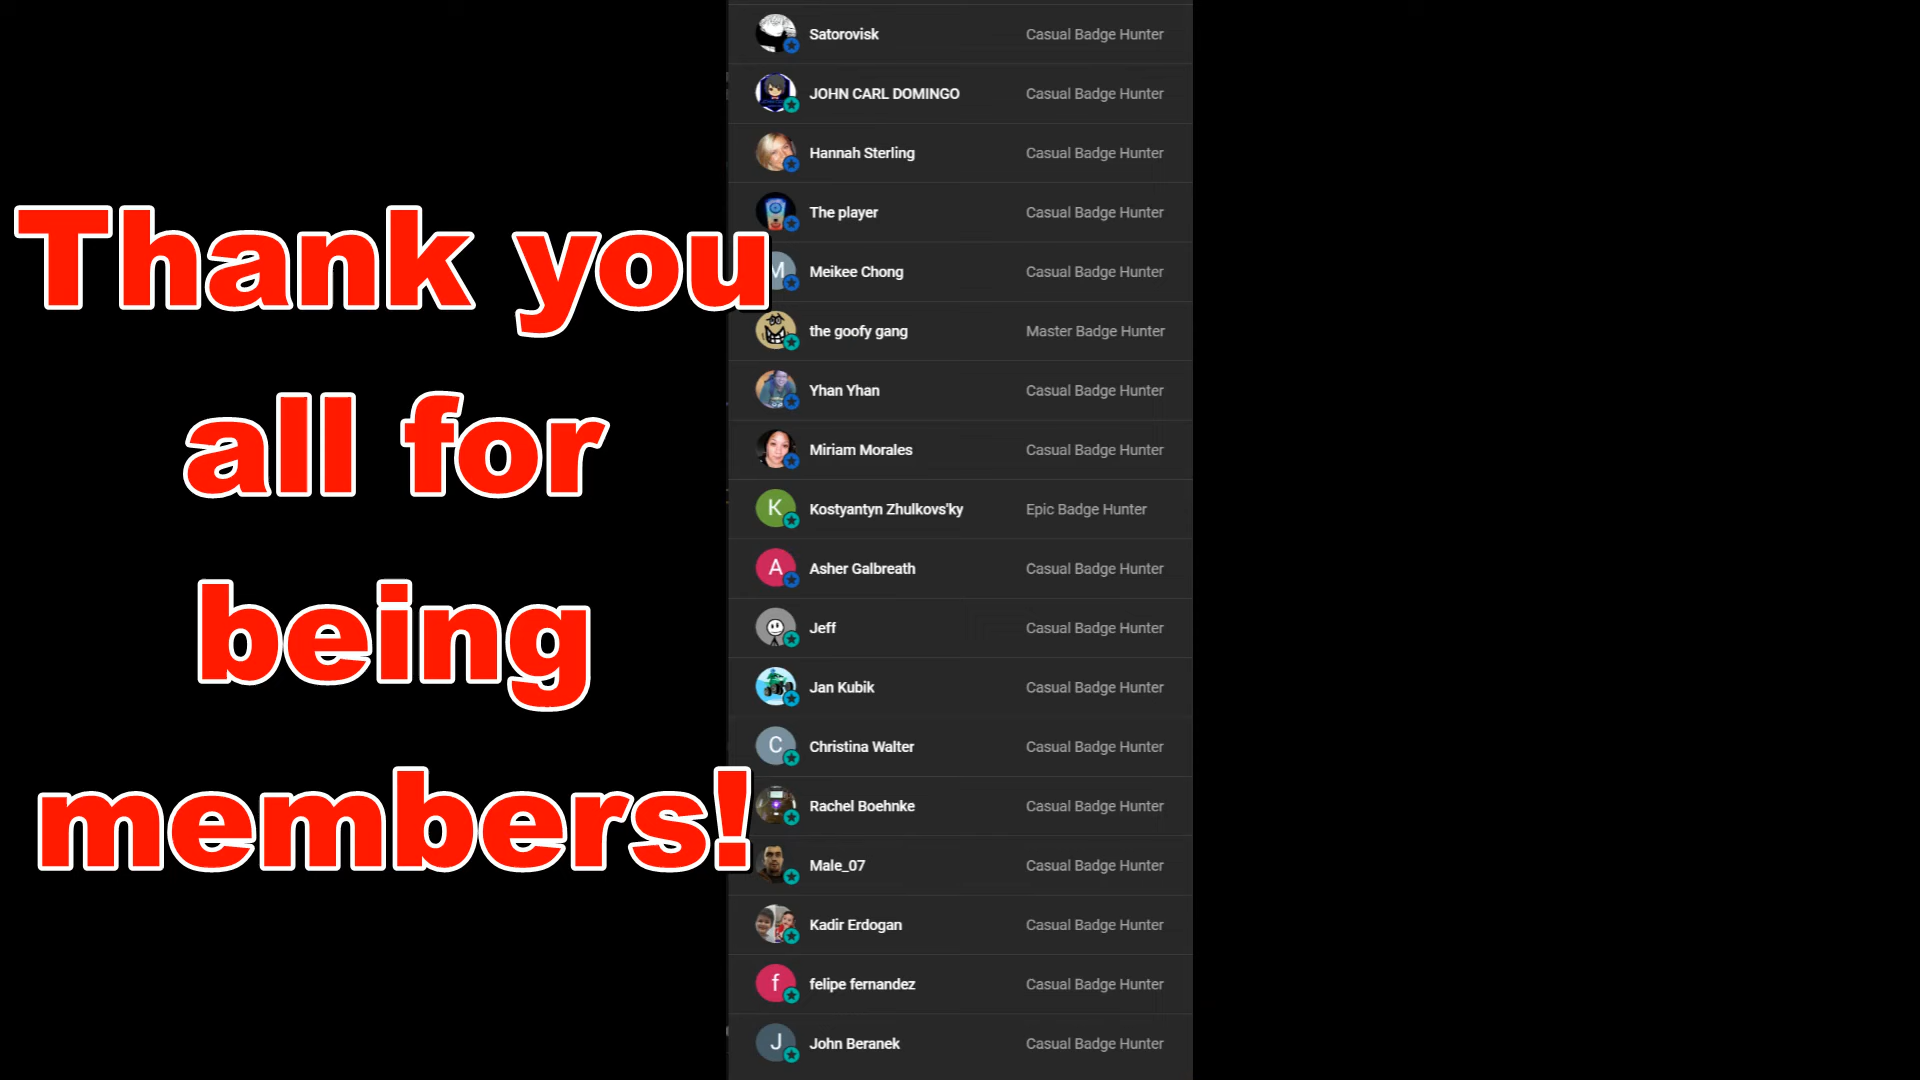 Thank you
all for
being
members!
Satorovisk Casual Badge Hunter
JOHN CARL DOMINGO Casual Badge Hunter
Hannah Sterling Casual Badge Hunter
The player Casual Badge Hunter
M Meikee Chong Casual Badge Hunter
the goofy gang Master Badge Hunter
Yhan Yhan Casual Badge Hunter
Miriam Morales Casual Badge Hunter
K Kostyantyn Zhulkovs'ky Epic Badge Hunter
A Asher Galbreath Casual Badge Hunter
Jeff Casual Badge Hunter
Jan Kubik Casual Badge Hunter
C Christina Walter Casual Badge Hunter
Rachel Boehnke Casual Badge Hunter
Male_07 Casual Badge Hunter
Kadir Erdogan Casual Badge Hunter
f felipe fernandez Casual Badge Hunter
J John Beranek Casual Badge Hunter